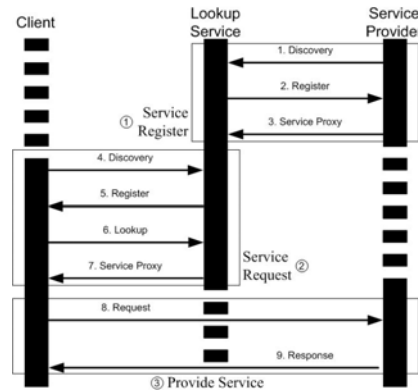 Client
Lookup
Service
Service
Provider
1. Discovery
2. Register
3. Service Proxy
① Service
Register
4. Discovery
5. Register
6. Lookup
7. Service Proxy
Service
Request ②
8. Request
9. Response
③ Provide Service